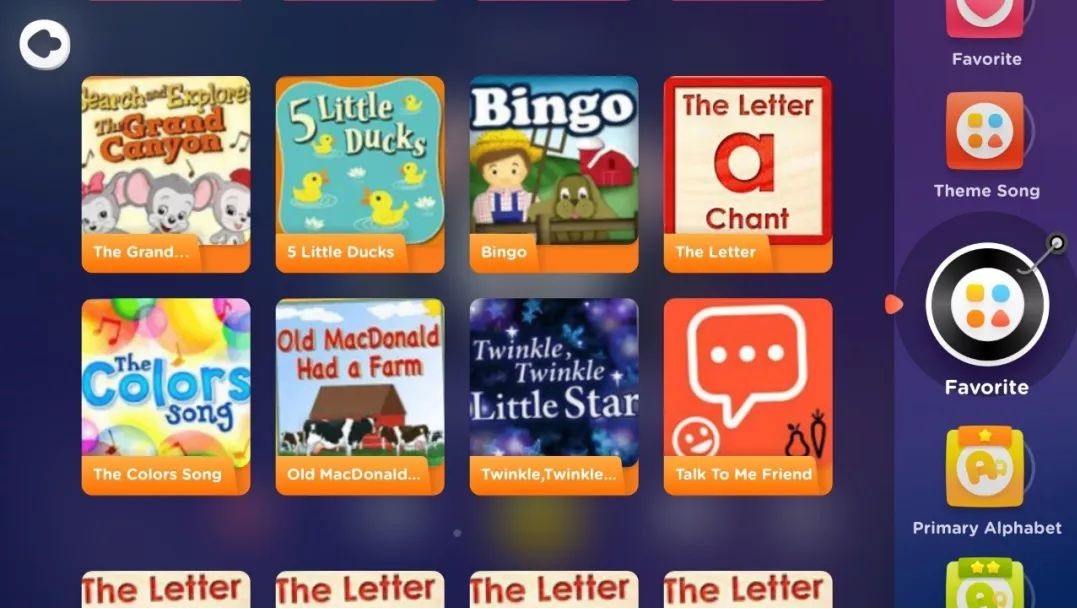 Search and Explore:
The Grand
Canyon
The Grand...
5 Little
Ducks
5 Little Ducks
Bingo
Bingo
The Letter
a
Chant
The Letter
The
Colors
song
The Colors Song
Old MacDonald
Had a Farm
Old MacDonald...
Twinkle,
Twinkle
Little Star
Twinkle,Twinkle...
Talk To Me Friend
The Letter
The Letter
The Letter
The Letter
Favorite
Theme Song
Favorite
Primary Alphabet